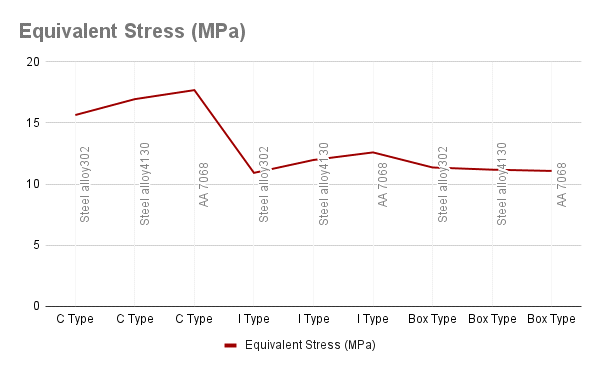 Equivalent Stress (MPa)
20
15
10
5
0
Steel alloy302
Steel alloy4130
AA 7068
Steel alloy302
Steel alloy4130
AA 7068
Steel alloy302
Steel alloy4130
AA 7068
C Type
C Type
C Type
I Type
I Type
I Type
Box Type
Box Type
Box Type
Equivalent Stress (MPa)